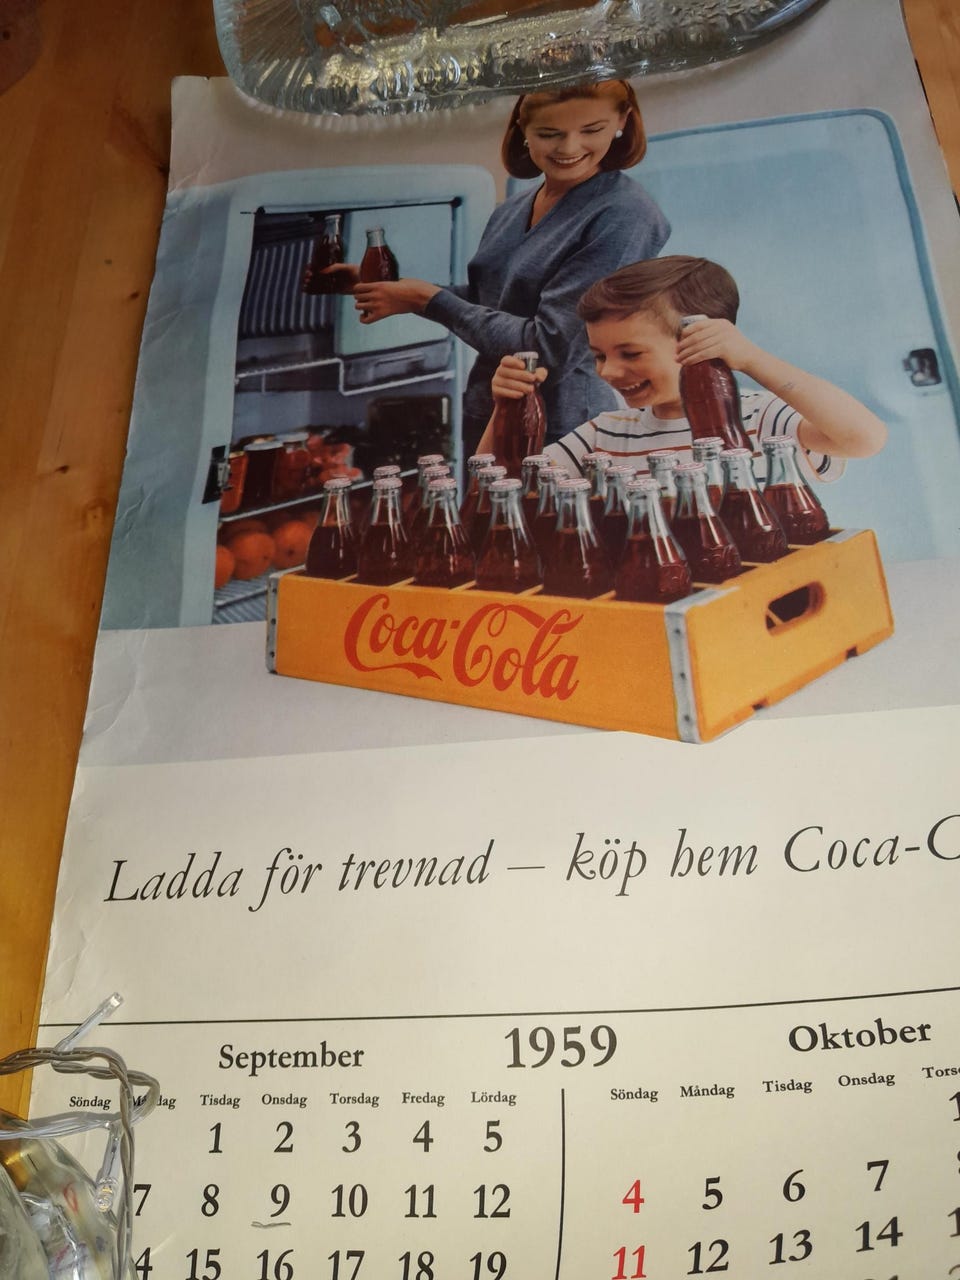 Coca-Cola
Ladda för trevnad – köp hem Coca-C
September 1959 Oktober
Söndag Tisdag Onsdag Torsdag Fredag Lördag Söndag Måndag Tisdag Onsdag
1 2 3 4 5
7 8 9 10 11 12 4 5 6 7
15 16 17 18 19 11 12 13 14